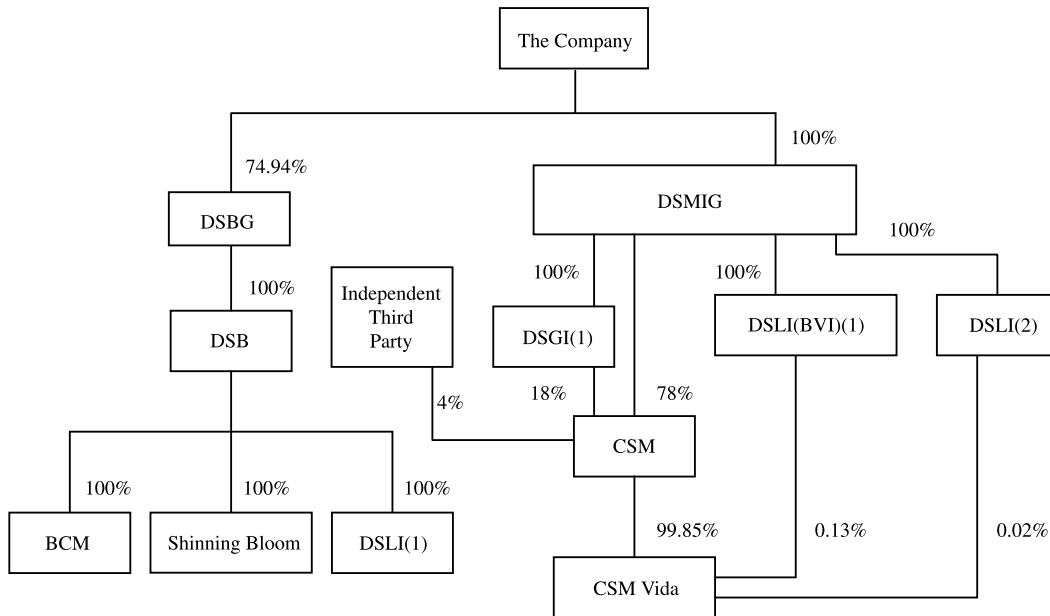 The Company
74.94%
100%
DSBG
DSMIG
100%
100%
Independent
Third
Party
100%
100%
DSB
DSGI(1)
DSLI(BVI)(1)
DSLI(2)
4%
18%
78%
CSM
100%
100%
100%
BCM
Shinning Bloom
DSLI(1)
99.85%
0.13%
0.02%
CSM Vida